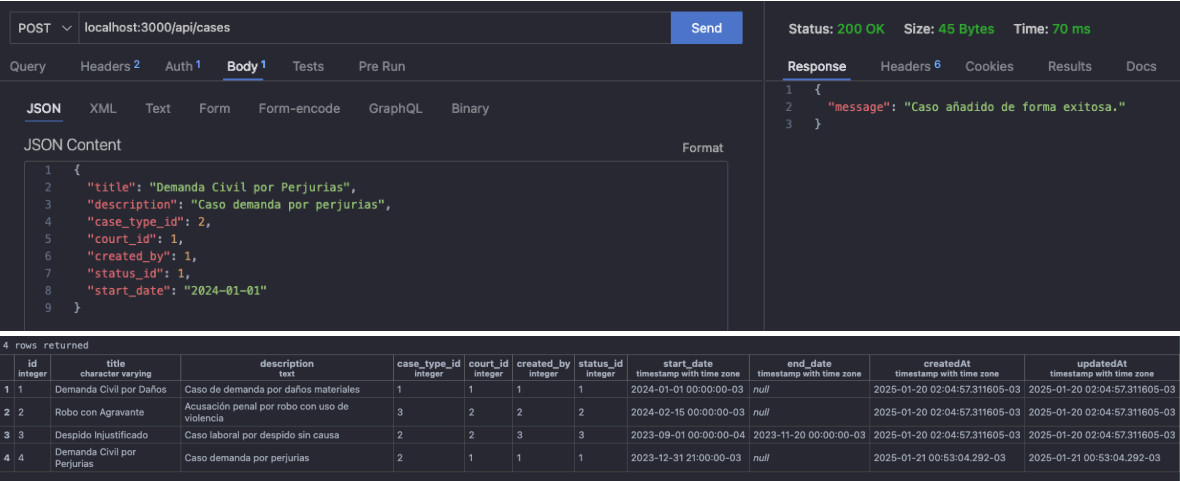 POST localhost:3000/api/cases Send
Status: 200 OK Size: 45 Bytes Time: 70 ms
Query Headers 2 Auth 1 Body 1 Tests Pre Run
Response Headers 6 Cookies Results Docs
JSON XML Text Form Form-encode GraphQL Binary
JSON Content Format
1 {
2 "title": "Demanda Civil por Perjurias",
3 "description": "Caso demanda por perjurias",
4 "case_type_id": 2,
5 "court_id": 1,
6 "created_by": 1,
7 "status_id": 1,
8 "start_date": "2024-01-01"
9 }
1 {
2 "message": "Caso añadido de forma exitosa."
3 }
4 rows returned
id title description case_type_id court_id created_by status_id start_date end_date createdAt updatedAt
integer character varying text integer integer integer integer timestamp with time zone timestamp with time zone timestamp with time zone timestamp with time zone
1 1 Demanda Civil por Daños Caso de demanda por daños materiales 1 1 1 1 2024-01-01 00:00:00-03 null 2025-01-20 02:04:57.311605-03 2025-01-20 02:04:57.311605-03
2 2 Robo con Agravante Acusación penal por robo con uso de violencia 3 2 2 2 2024-02-15 00:00:00-03 null 2025-01-20 02:04:57.311605-03 2025-01-20 02:04:57.311605-03
3 3 Despido Injustificado Caso laboral por despido sin causa 2 2 3 3 2023-09-01 00:00:00-04 2023-11-20 00:00:00-03 2025-01-20 02:04:57.311605-03 2025-01-20 02:04:57.311605-03
4 4 Demanda Civil por Perjurias Caso demanda por perjurias 2 1 1 1 2023-12-31 21:00:00-03 null 2025-01-21 00:53:04.292-03 2025-01-21 00:53:04.292-03